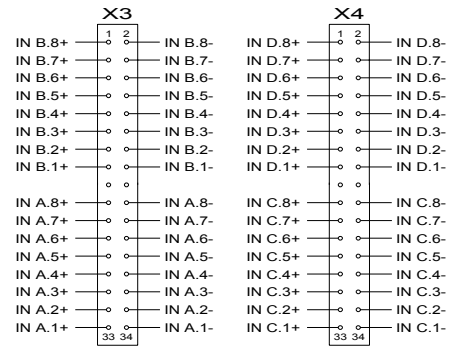 X3 X4
1 2 1 2
IN B.8+ IN B.8- IN D.8+ IN D.8-
IN B.7+ IN B.7- IN D.7+ IN D.7-
IN B.6+ IN B.6- IN D.6+ IN D.6-
IN B.5+ IN B.5- IN D.5+ IN D.5-
IN B.4+ IN B.4- IN D.4+ IN D.4-
IN B.3+ IN B.3- IN D.3+ IN D.3-
IN B.2+ IN B.2- IN D.2+ IN D.2-
IN B.1+ IN B.1- IN D.1+ IN D.1-
IN A.8+ IN A.8- IN C.8+ IN C.8-
IN A.7+ IN A.7- IN C.7+ IN C.7-
IN A.6+ IN A.6- IN C.6+ IN C.6-
IN A.5+ IN A.5- IN C.5+ IN C.5-
IN A.4+ IN A.4- IN C.4+ IN C.4-
IN A.3+ IN A.3- IN C.3+ IN C.3-
IN A.2+ IN A.2- IN C.2+ IN C.2-
IN A.1+ IN A.1- IN C.1+ IN C.1-
33 34 33 34